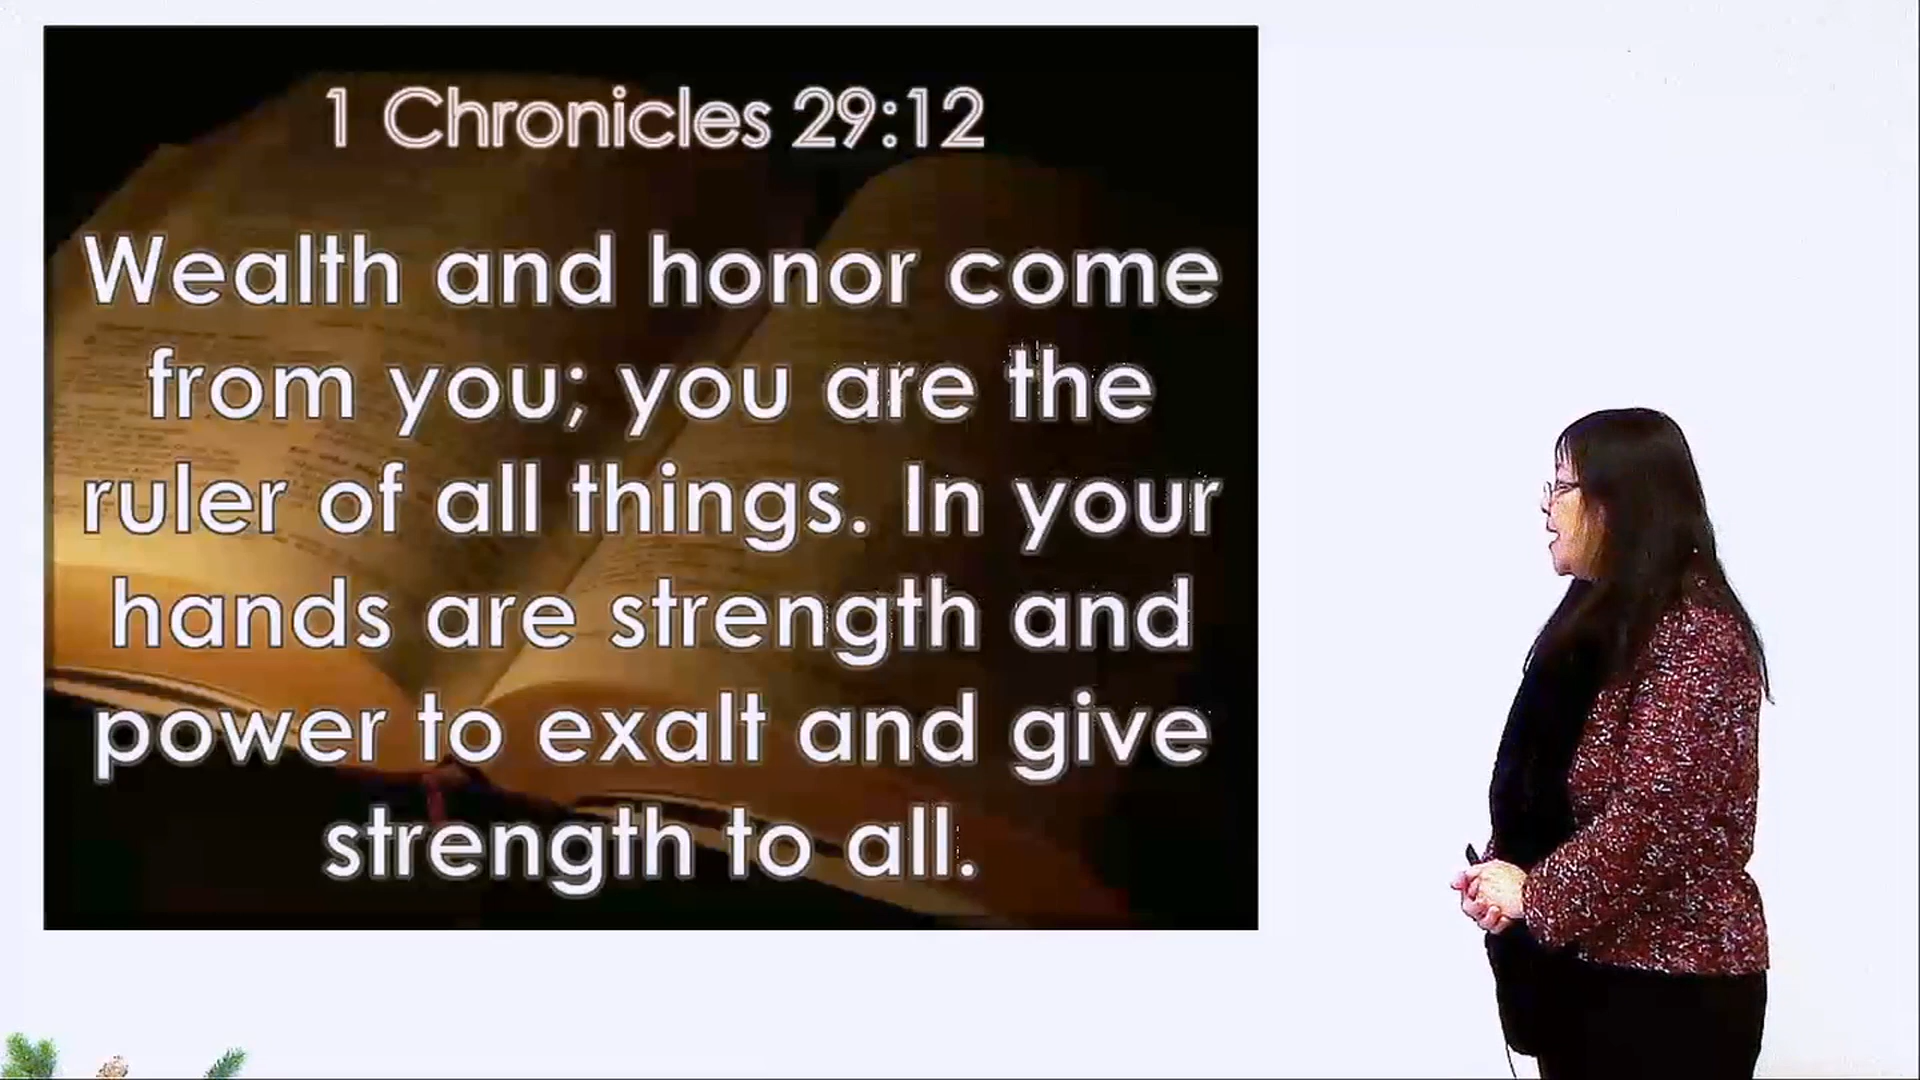 1 Chronicles 29:12
Wealth and honor come
from you; you are the
ruler of all things. In your
hands are strength and
power to exalt and give
strength to all.